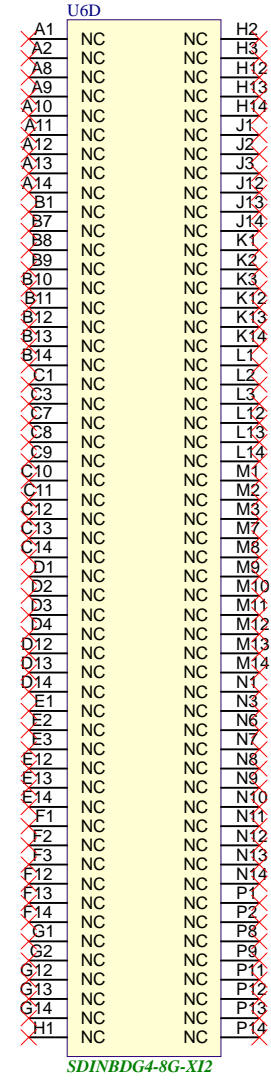 U6D
A1 NC NC H2
A2 NC NC H3
A8 NC NC H12
A9 NC NC H13
A10 NC NC H14
A11 NC NC J1
A12 NC NC J2
A13 NC NC J3
A14 NC NC J12
B1 NC NC J13
B7 NC NC J14
B8 NC NC K1
B9 NC NC K2
B10 NC NC K3
B11 NC NC K12
B12 NC NC K13
B13 NC NC K14
B14 NC NC L1
C1 NC NC L2
C3 NC NC L3
C7 NC NC L12
C8 NC NC L13
C9 NC NC L14
C10 NC NC M1
C11 NC NC M2
C12 NC NC M3
C13 NC NC M7
C14 NC NC M8
D1 NC NC M9
D2 NC NC M10
D3 NC NC M11
D4 NC NC M12
D12 NC NC M13
D13 NC NC M14
D14 NC NC N1
E1 NC NC N3
E2 NC NC N6
E3 NC NC N7
E12 NC NC N8
E13 NC NC N9
E14 NC NC N10
F1 NC NC N11
F2 NC NC N12
F3 NC NC N13
F12 NC NC N14
F13 NC NC P1
F14 NC NC P2
G1 NC NC P8
G2 NC NC P9
G12 NC NC P11
G13 NC NC P12
G14 NC NC P13
H1 NC NC P14
SDINBDG4-8G-XI2